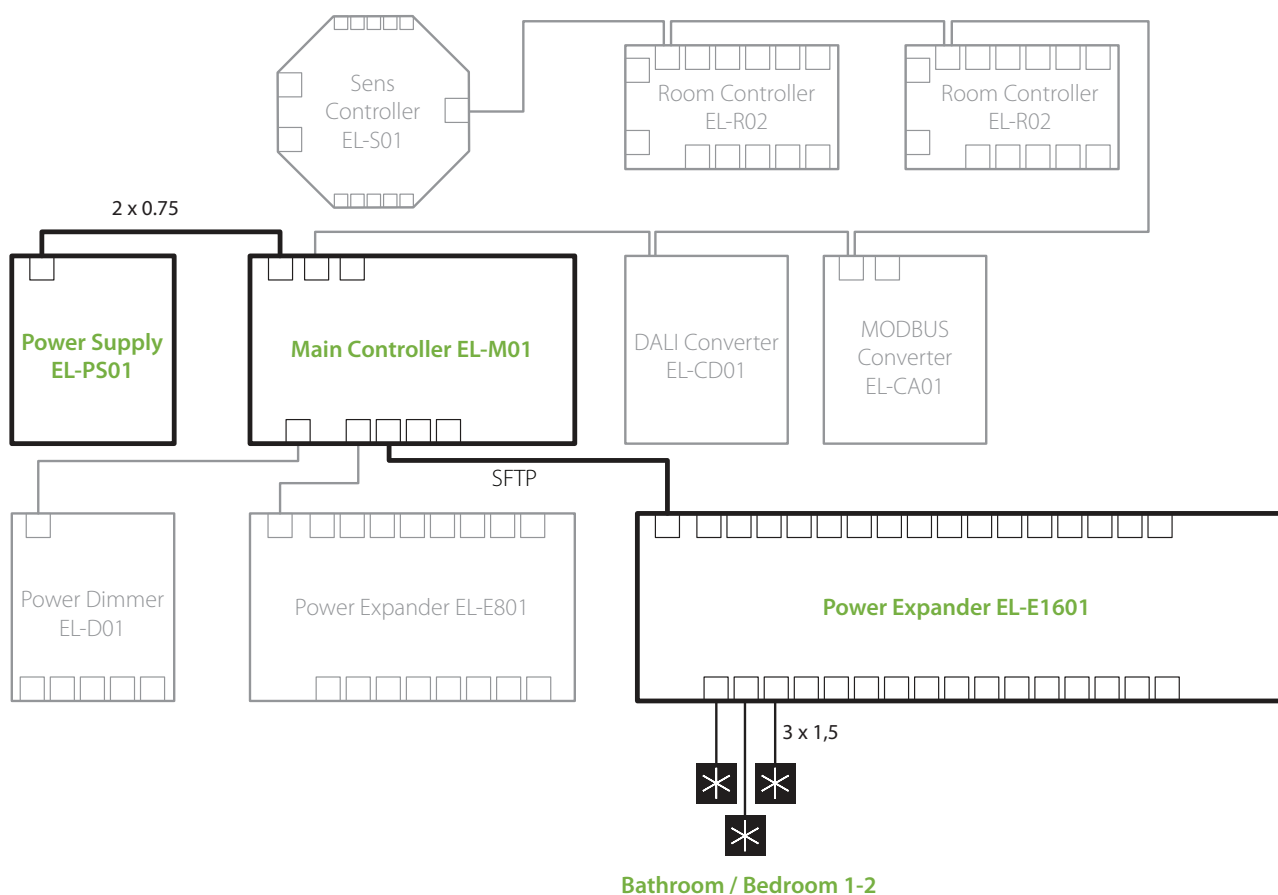 Sens
Controller
EL-S01
Room Controller
EL-R02
Room Controller
EL-R02
2 x 0.75
Power Supply
EL-PS01
Main Controller EL-M01
DALI Converter
EL-CD01
MODBUS
Converter
EL-CA01
SFTP
Power Dimmer
EL-D01
Power Expander EL-E801
Power Expander EL-E1601
3 x 1,5
Bathroom / Bedroom 1-2